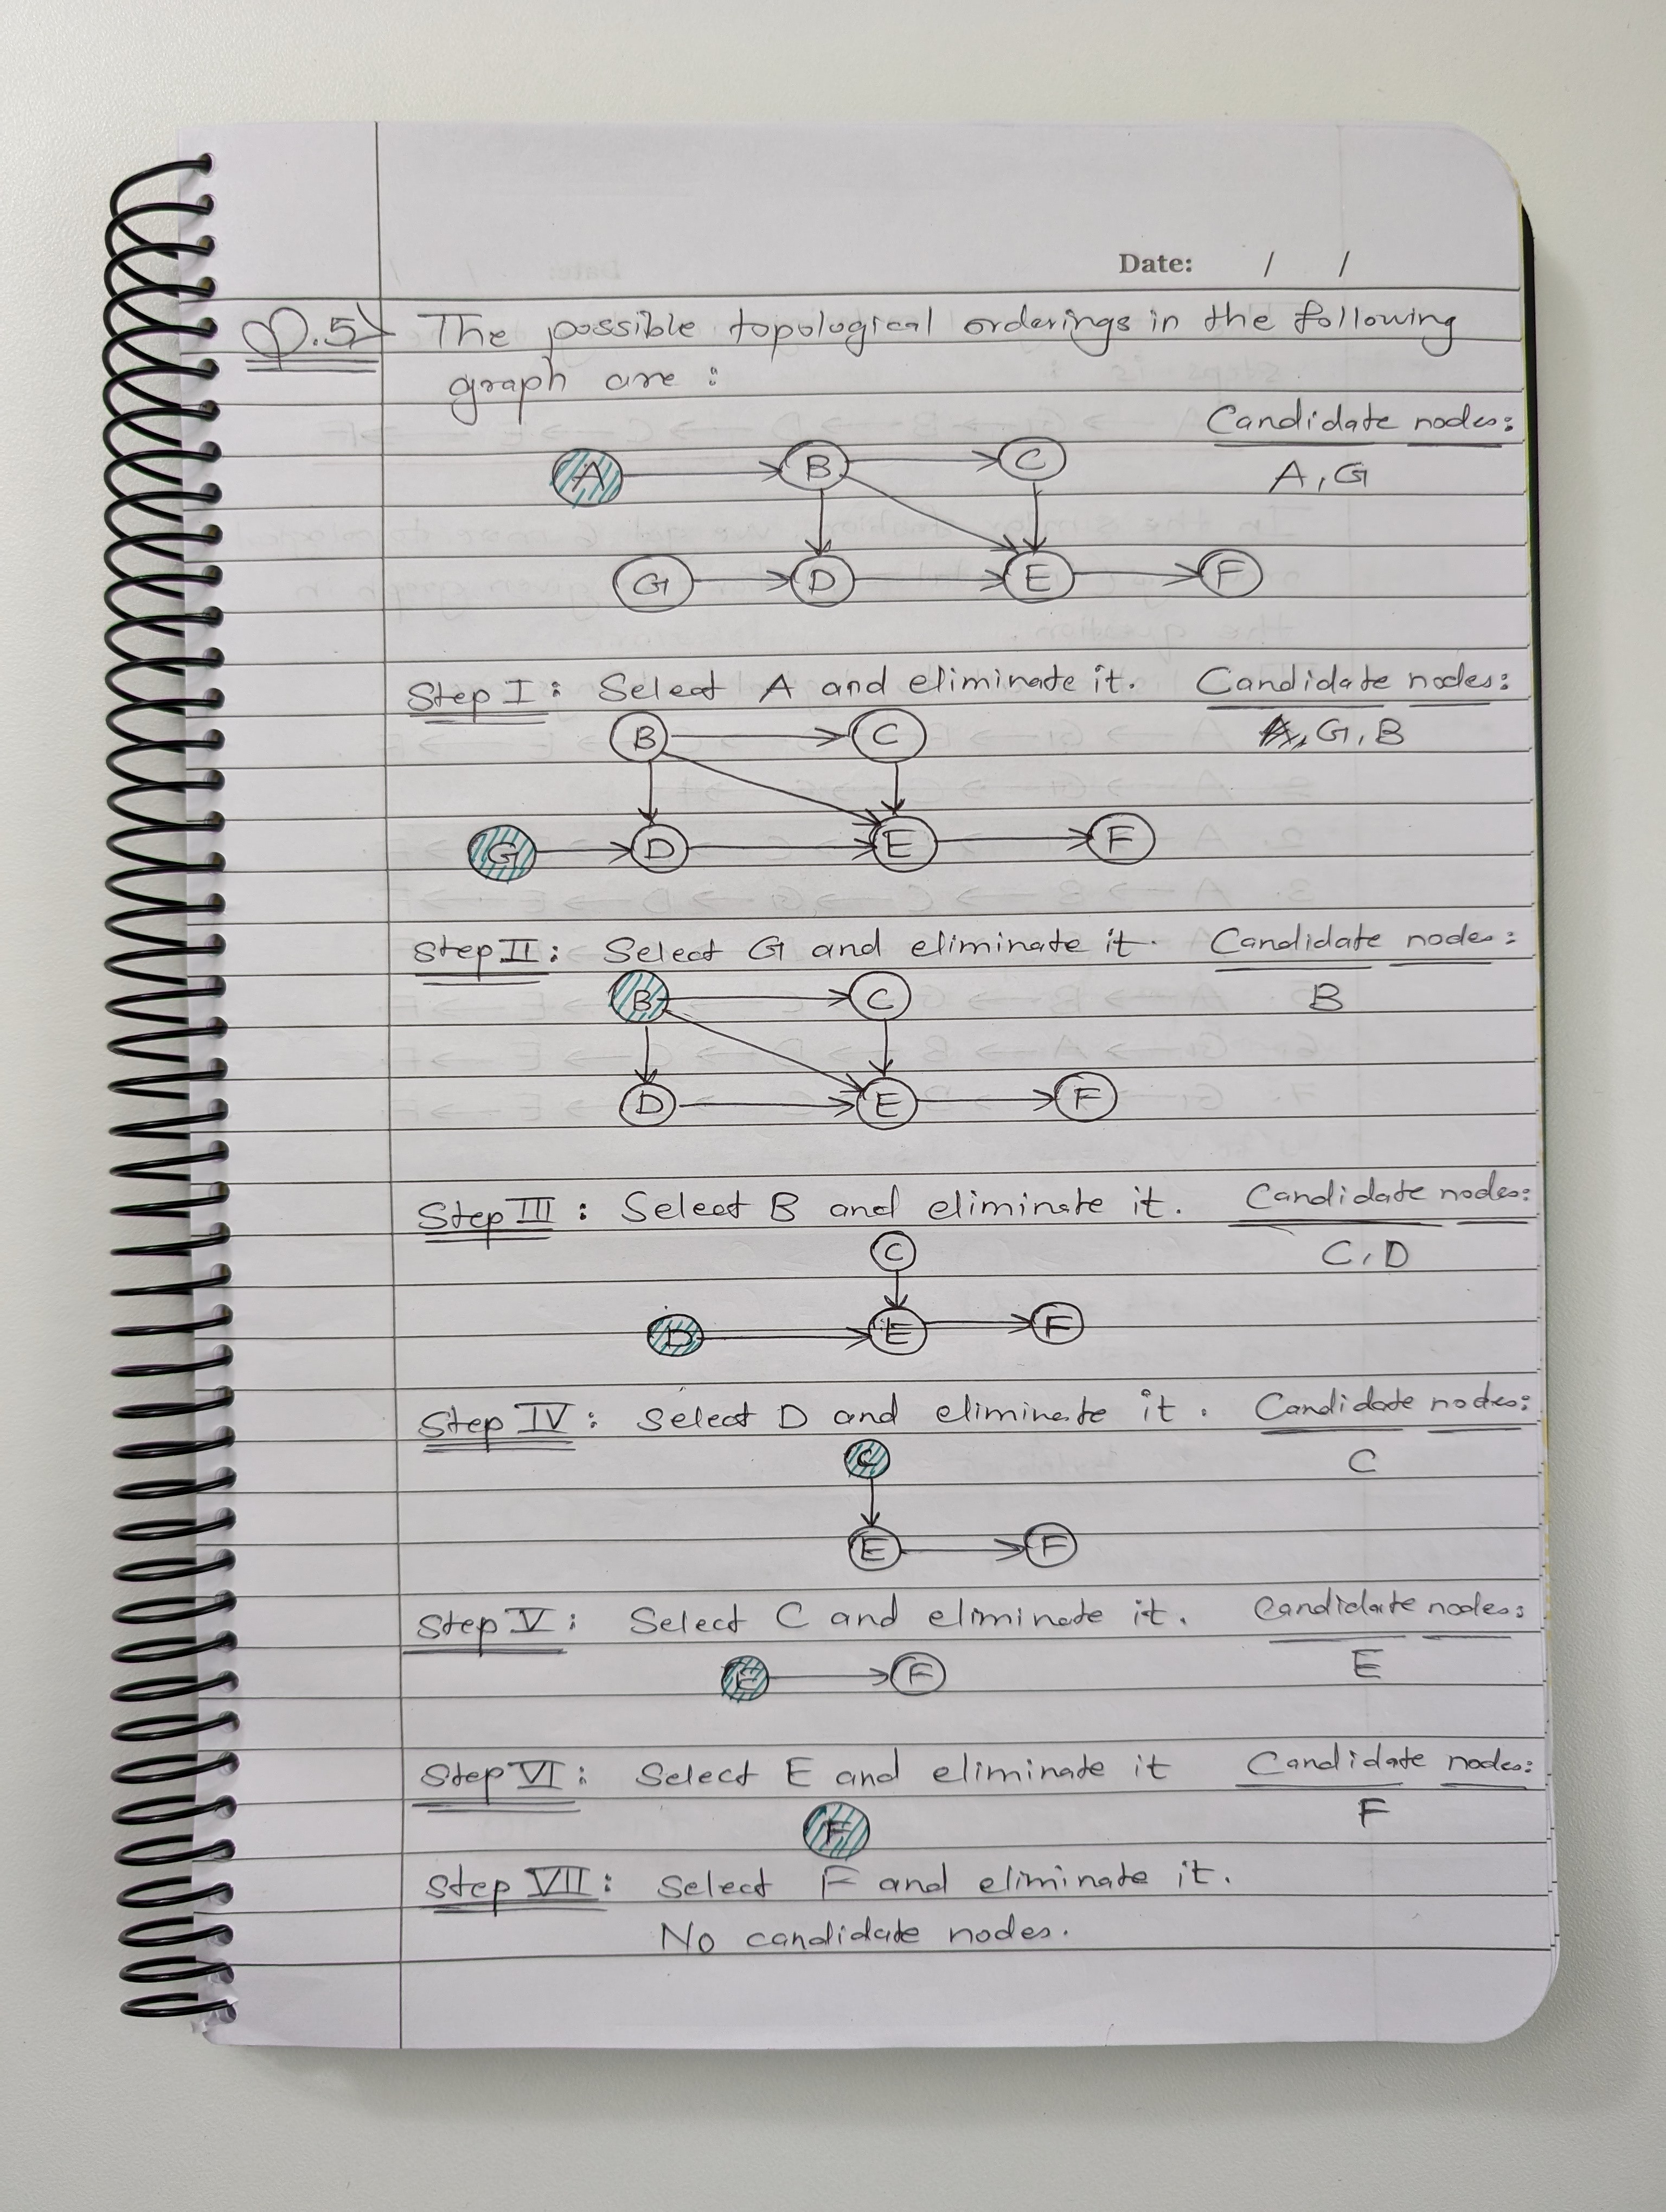 Date: / /
Q.5> The possible topological orderings in the following
graph are :
Candidate nodes:
A B C
A, G
G D E F
Step I : Select A and eliminate it. Candidate nodes:
B C
A, G, B
G D E F
Step II : Select G and eliminate it. Candidate nodes:
B C
B
D E F
Step III : Select B and eliminate it. Candidate nodes:
C
C, D
D E F
Step IV : Select D and eliminate it. Candidate nodes:
C
C
E F
Step V : Select C and eliminate it. Candidate nodes:
E F
E
Step VI : Select E and eliminate it Candidate nodes:
F
F
Step VII : Select F and eliminate it.
No candidate nodes.